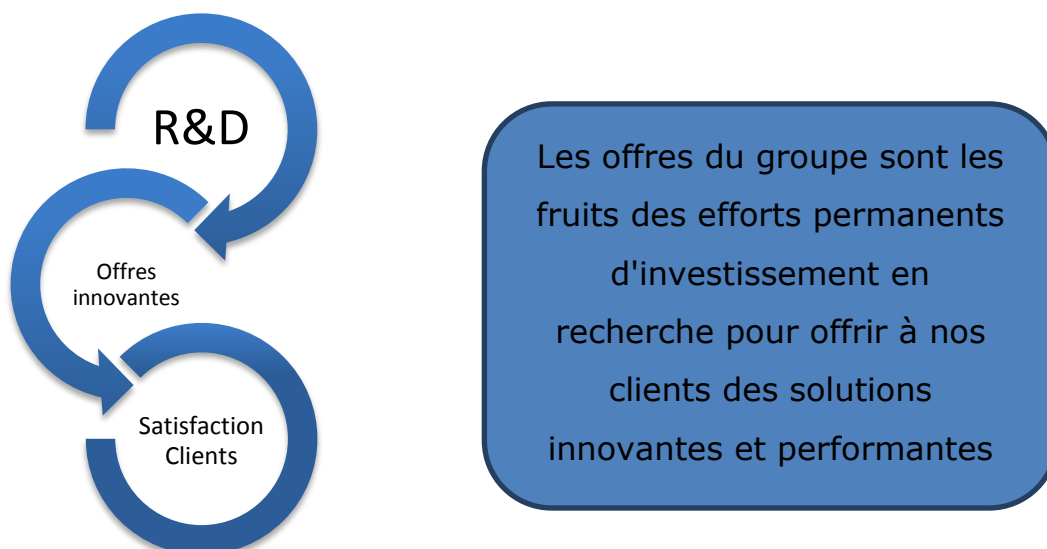 R&D
Offres
innovantes
Satisfaction
Clients
Les offres du groupe sont les
fruits des efforts permanents
d'investissement en
recherche pour offrir à nos
clients des solutions
innovantes et performantes